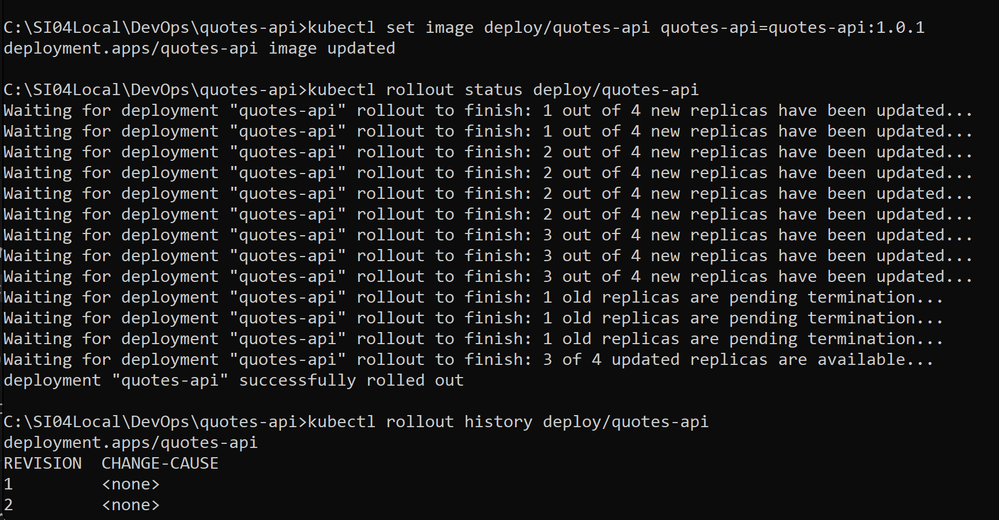 C:\SI04Local\DevOps\quotes-api>kubectl set image deploy/quotes-api quotes-api=quotes-api:1.0.1
deployment.apps/quotes-api image updated
C:\SI04Local\DevOps\quotes-api>kubectl rollout status deploy/quotes-api
Waiting for deployment "quotes-api" rollout to finish: 1 out of 4 new replicas have been updated...
Waiting for deployment "quotes-api" rollout to finish: 1 out of 4 new replicas have been updated...
Waiting for deployment "quotes-api" rollout to finish: 2 out of 4 new replicas have been updated...
Waiting for deployment "quotes-api" rollout to finish: 2 out of 4 new replicas have been updated...
Waiting for deployment "quotes-api" rollout to finish: 2 out of 4 new replicas have been updated...
Waiting for deployment "quotes-api" rollout to finish: 2 out of 4 new replicas have been updated...
Waiting for deployment "quotes-api" rollout to finish: 3 out of 4 new replicas have been updated...
Waiting for deployment "quotes-api" rollout to finish: 3 out of 4 new replicas have been updated...
Waiting for deployment "quotes-api" rollout to finish: 3 out of 4 new replicas have been updated...
Waiting for deployment "quotes-api" rollout to finish: 1 old replicas are pending termination...
Waiting for deployment "quotes-api" rollout to finish: 1 old replicas are pending termination...
Waiting for deployment "quotes-api" rollout to finish: 1 old replicas are pending termination...
Waiting for deployment "quotes-api" rollout to finish: 3 of 4 updated replicas are available...
deployment "quotes-api" successfully rolled out
C:\SI04Local\DevOps\quotes-api>kubectl rollout history deploy/quotes-api
deployment.apps/quotes-api
REVISION  CHANGE-CAUSE
1         <none>
2         <none>